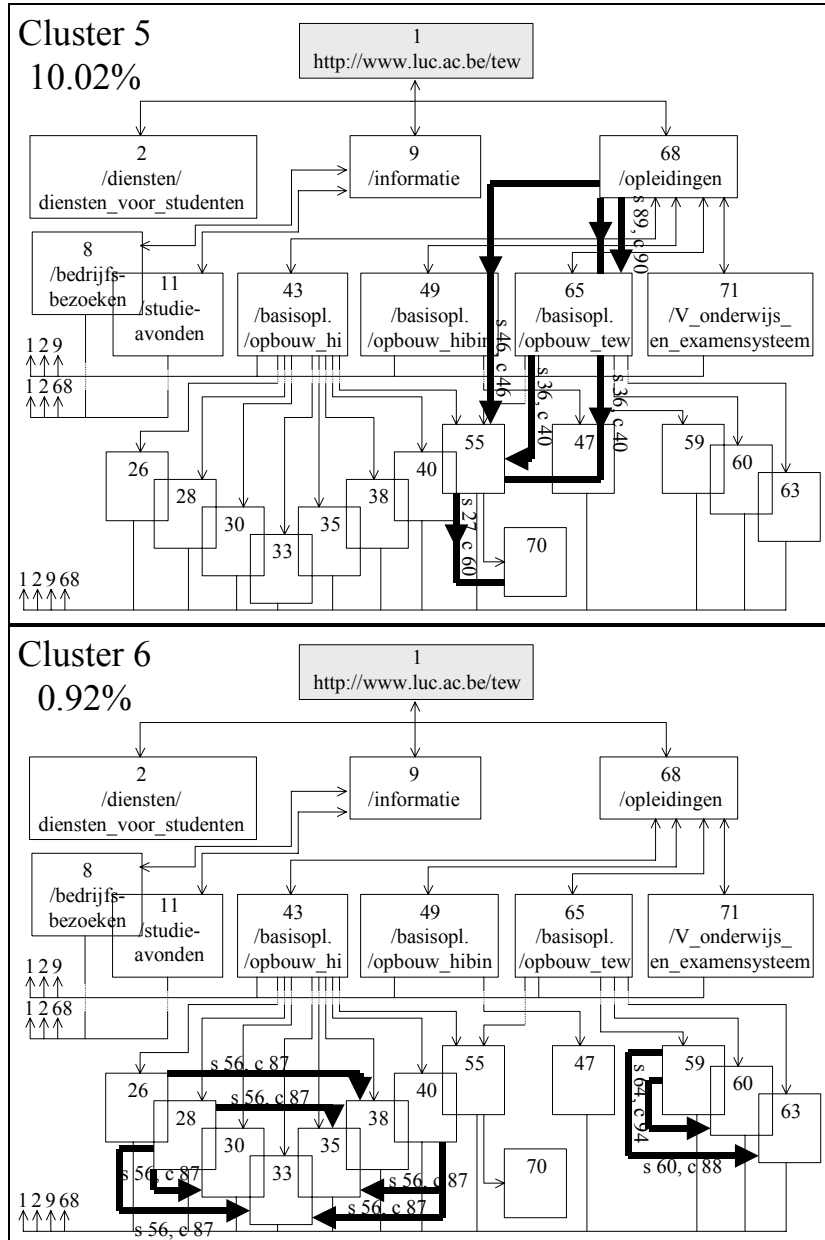 Cluster 5
10.02%
1
http://www.luc.ac.be/tew
2
/diensten/
diensten_voor_studenten
9
/informatie
68
/opleidingen
s 89, c 90
8
/bedrijfs-
bezoeken
11
/studie-
avonden
43
/basisopl.
/opbouw_hi
49
/basisopl.
/opbouw_hibin
65
/basisopl.
/opbouw_tew
71
/V_onderwijs_
en_examensysteem
1 2 9
1 2 68
s 46, c 46
s 36, c 40
s 36, c 40
26
28
30
33
35
38
40
55
47
59
60
63
s 27, c 60
70
1 2 9 68
Cluster 6
0.92%
1
http://www.luc.ac.be/tew
2
/diensten/
diensten_voor_studenten
9
/informatie
68
/opleidingen
8
/bedrijfs-
bezoeken
11
/studie-
avonden
43
/basisopl.
/opbouw_hi
49
/basisopl.
/opbouw_hibin
65
/basisopl.
/opbouw_tew
71
/V_onderwijs_
en_examensysteem
1 2 9
1 2 68
26
s 56, c 87
28
s 56, c 87
30
33
35
38
40
55
47
59
60
63
s 64, c 94
s 60, c 88
s 56, c 87
s 56, c 87
s 56, c 87
s 56, c 87
70
1 2 9 68